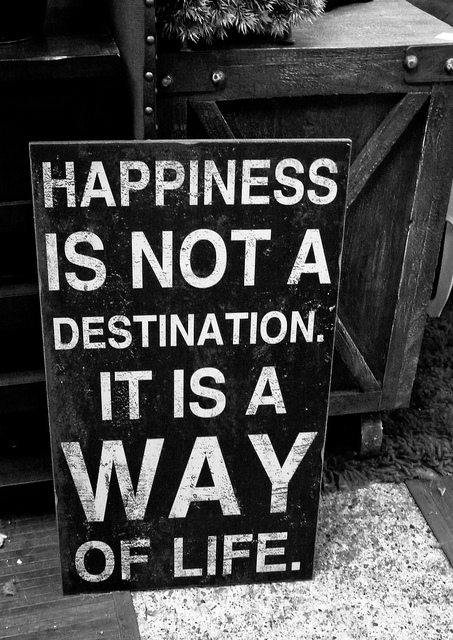 HAPPINESS
IS NOT A
DESTINATION.
IT IS A
WAY
OF LIFE.